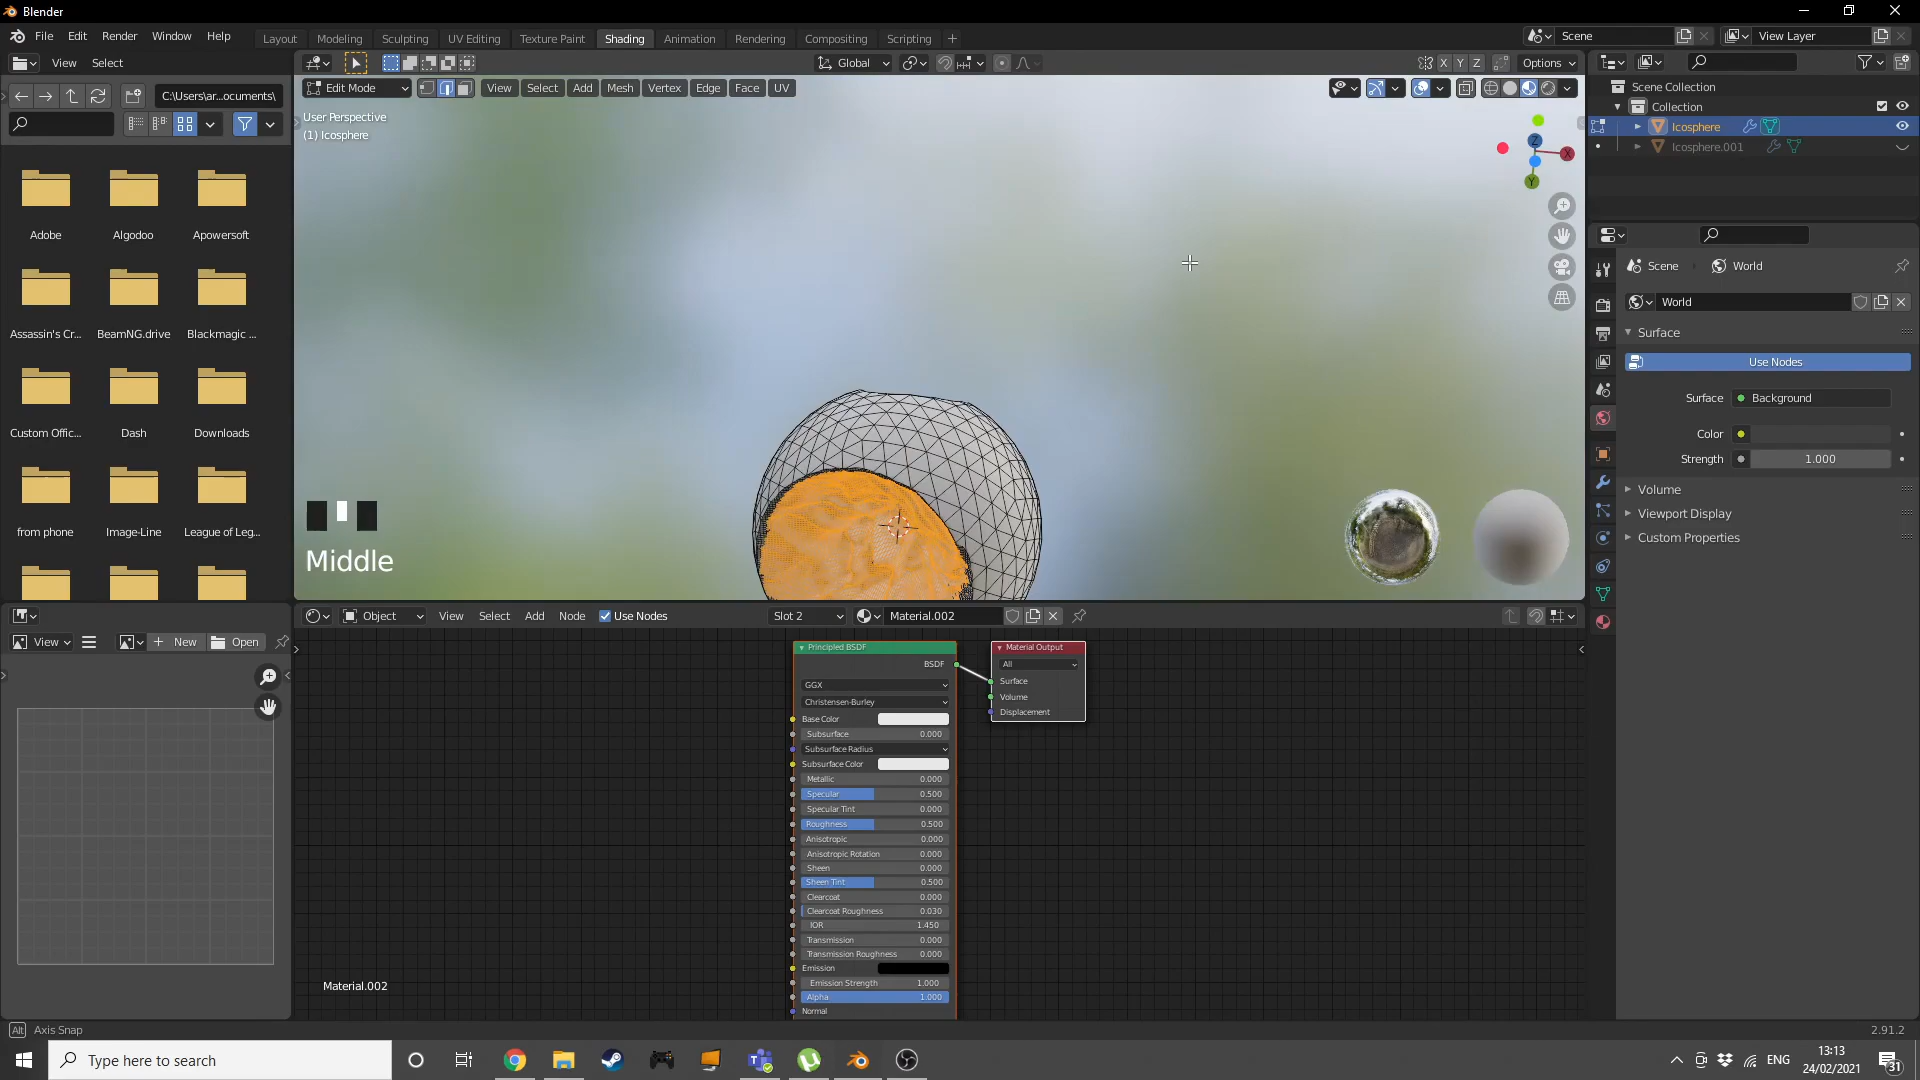 Blender
File Edit Render Window Help
Layout Modeling Sculpting UV Editing Texture Paint Shading Animation Rendering Compositing Scripting
Scene
View Layer
View Select
Global
Options
C:\Users\ar...ocuments\
Edit Mode
View Select Add Mesh Vertex Edge Face UV
User Perspective
(1) Icosphere
X Y Z
Z
X
Y
Scene Collection
Collection
Icosphere
Icosphere.001
Adobe
Algodoo
Apowersoft
Assassin's Cr...
BeamNG.drive
Blackmagic ...
Custom Offic...
Dash
Downloads
from phone
Image-Line
League of Leg...
Middle
Scene
World
World
Surface
Use Nodes
Surface
Background
Color
Strength
1.000
Volume
Viewport Display
Custom Properties
Object
View Select Add Node
Use Nodes
Slot 2
Material.002
View
New
Open
Principled BSDF
BSDF
GGX
Christensen-Burley
Base Color
Subsurface 0.000
Subsurface Radius
Subsurface Color
Metallic 0.000
Specular 0.500
Specular Tint 0.000
Roughness 0.500
Anisotropic 0.000
Anisotropic Rotation 0.000
Sheen 0.000
Sheen Tint 0.500
Clearcoat 0.000
Clearcoat Roughness 0.030
IOR 1.450
Transmission 0.000
Transmission Roughness 0.000
Emission
Emission Strength 1.000
Alpha 1.000
Normal
Material Output
All
Surface
Volume
Displacement
Material.002
Alt Axis Snap
2.91.2
Type here to search
ENG
13:13
24/02/2021
31